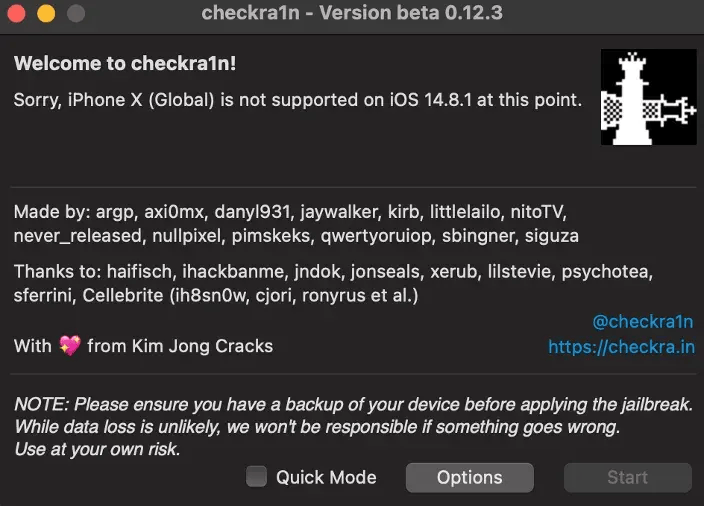 checkra1n - Version beta 0.12.3
Welcome to checkra1n!
Sorry, iPhone X (Global) is not supported on iOS 14.8.1 at this point.
Made by: argp, axi0mx, danyl931, jaywalker, kirb, littlelailo, nitoTV,
never_released, nullpixel, pimskeks, qwertyoruiop, sbingner, siguza
Thanks to: haifisch, ihackbanme, jndok, jonseals, xerub, lilstevie, psychotea,
sferrini, Cellebrite (ih8sn0w, cjori, ronyrus et al.)
@checkra1n
With 💖 from Kim Jong Cracks
https://checkra.in
NOTE: Please ensure you have a backup of your device before applying the jailbreak.
While data loss is unlikely, we won't be responsible if something goes wrong.
Use at your own risk.
Quick Mode
Options
Start